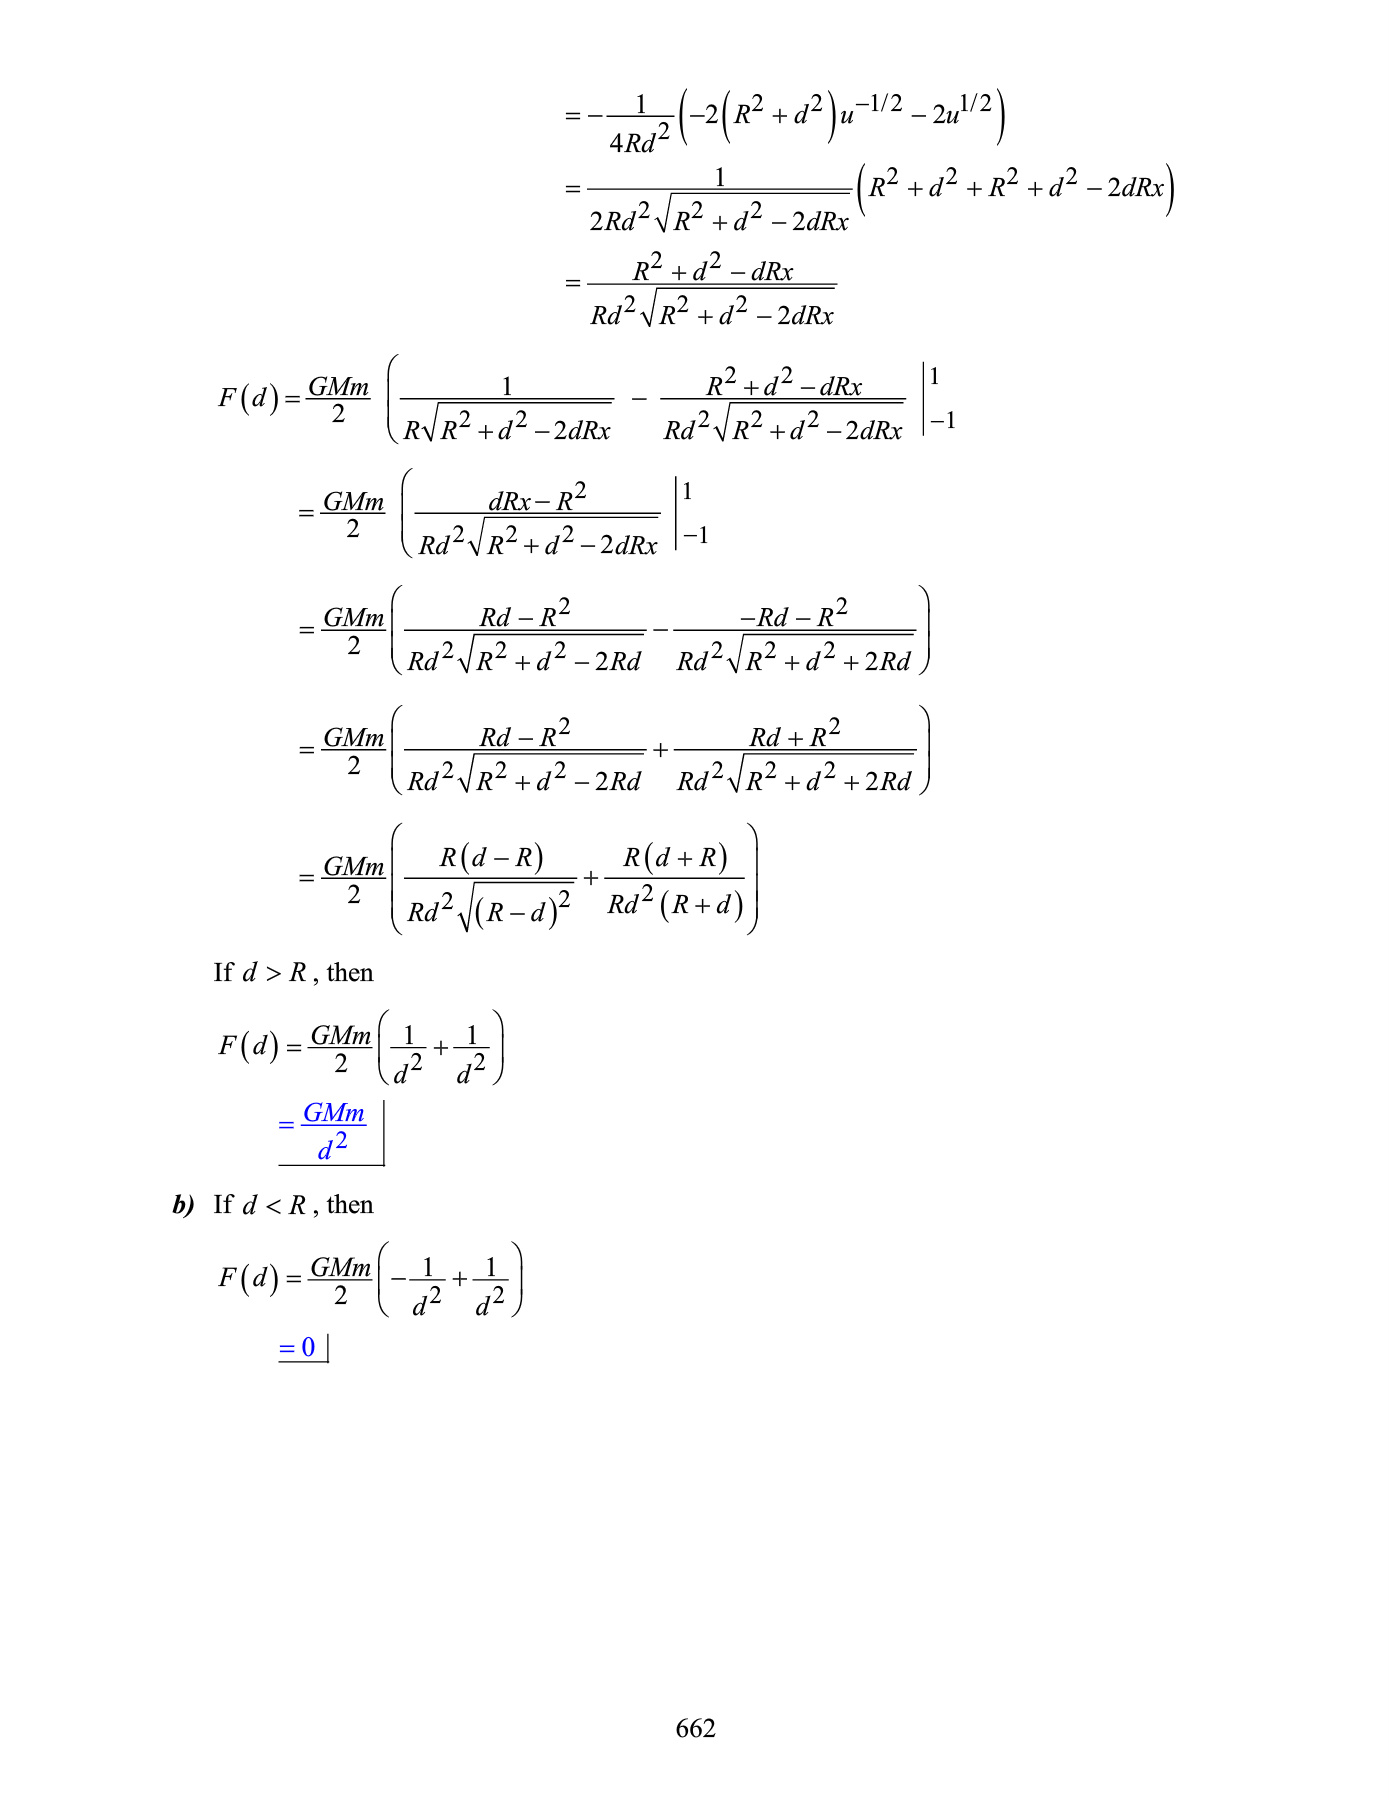 = -\frac{1}{4Rd^2}\left(-2\left(R^2+d^2\right)u^{-1/2}-2u^{1/2}\right)
= \frac{1}{2Rd^2\sqrt{R^2+d^2-2dRx}}\left(R^2+d^2+R^2+d^2-2dRx\right)
= \frac{R^2+d^2-dRx}{Rd^2\sqrt{R^2+d^2-2dRx}}
F(d) = \frac{GMm}{2}\left(\frac{1}{R\sqrt{R^2+d^2-2dRx}} - \frac{R^2+d^2-dRx}{Rd^2\sqrt{R^2+d^2-2dRx}}\right|_{-1}^{1}
= \frac{GMm}{2}\left(\frac{dRx-R^2}{Rd^2\sqrt{R^2+d^2-2dRx}}\right|_{-1}^{1}
= \frac{GMm}{2}\left(\frac{Rd-R^2}{Rd^2\sqrt{R^2+d^2-2Rd}} - \frac{-Rd-R^2}{Rd^2\sqrt{R^2+d^2+2Rd}}\right)
= \frac{GMm}{2}\left(\frac{Rd-R^2}{Rd^2\sqrt{R^2+d^2-2Rd}} + \frac{Rd+R^2}{Rd^2\sqrt{R^2+d^2+2Rd}}\right)
= \frac{GMm}{2}\left(\frac{R(d-R)}{Rd^2\sqrt{(R-d)^2}} + \frac{R(d+R)}{Rd^2(R+d)}\right)
If d > R , then
F(d) = \frac{GMm}{2}\left(\frac{1}{d^2}+\frac{1}{d^2}\right)
= \frac{GMm}{d^2}
b) If d < R , then
F(d) = \frac{GMm}{2}\left(-\frac{1}{d^2}+\frac{1}{d^2}\right)
= 0
662